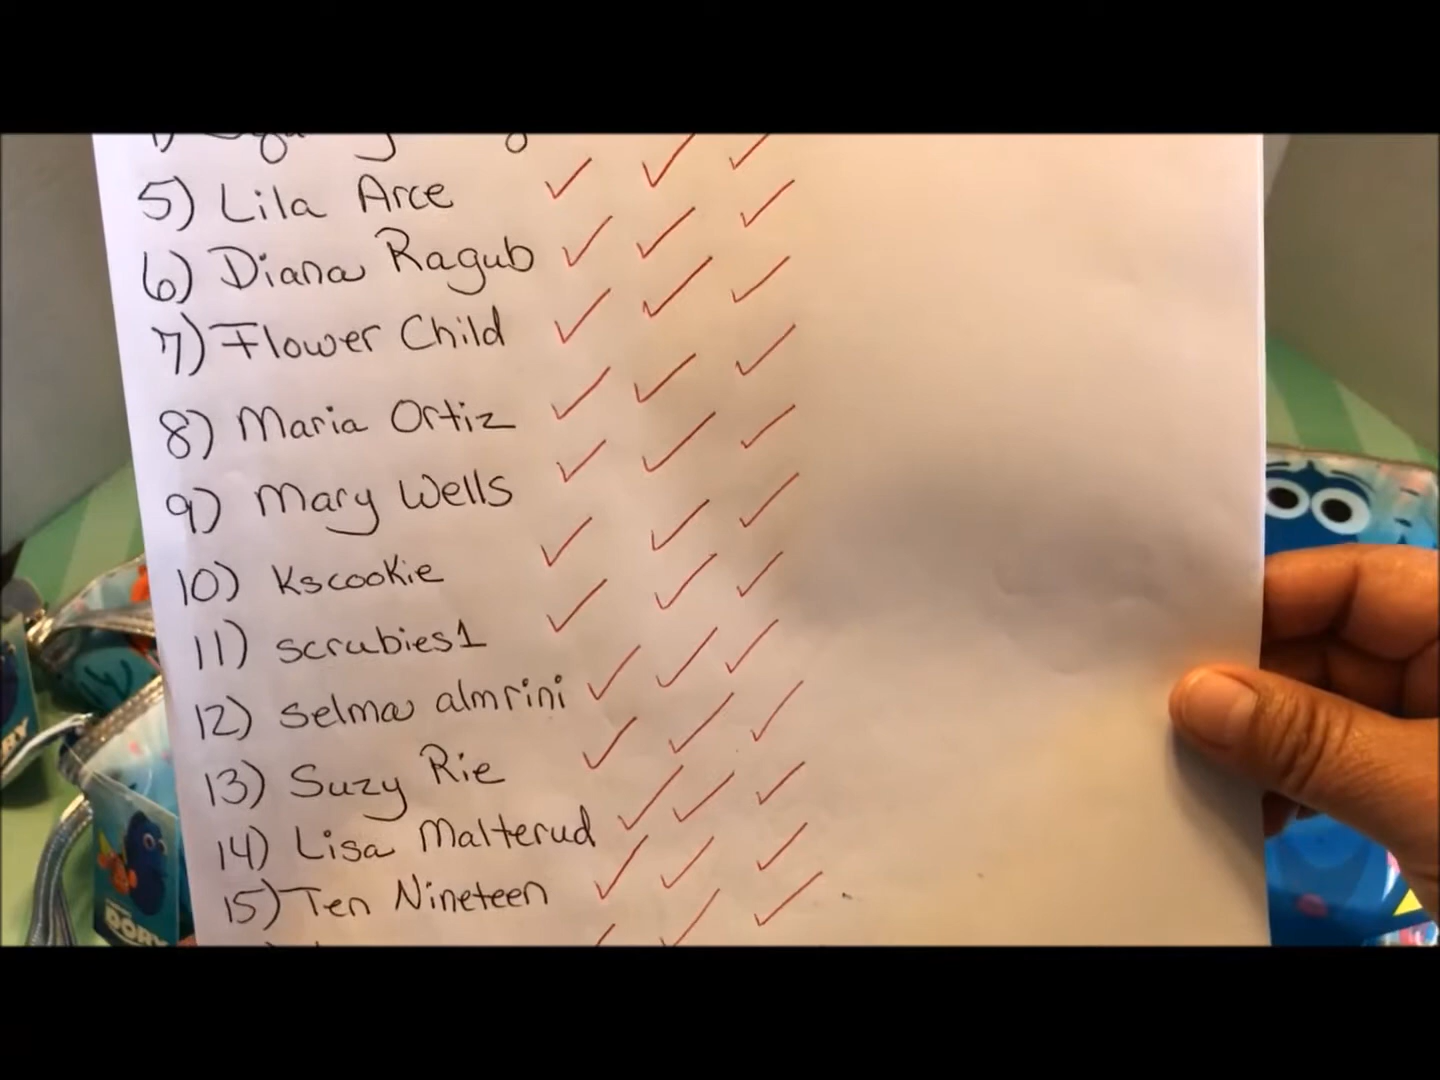 5) Lila Arce ✓ ✓ ✓
6) Diana Ragub ✓ ✓ ✓
7) Flower Child ✓ ✓ ✓
8) Maria Ortiz ✓ ✓ ✓
9) Mary Wells ✓ ✓ ✓
10) Kscookie ✓ ✓ ✓
11) scrubies1 ✓ ✓ ✓
12) Selma almrini ✓ ✓ ✓
13) Suzy Rie ✓ ✓ ✓
14) Lisa Malterud ✓ ✓ ✓
15) Ten Nineteen ✓ ✓ ✓
DORY